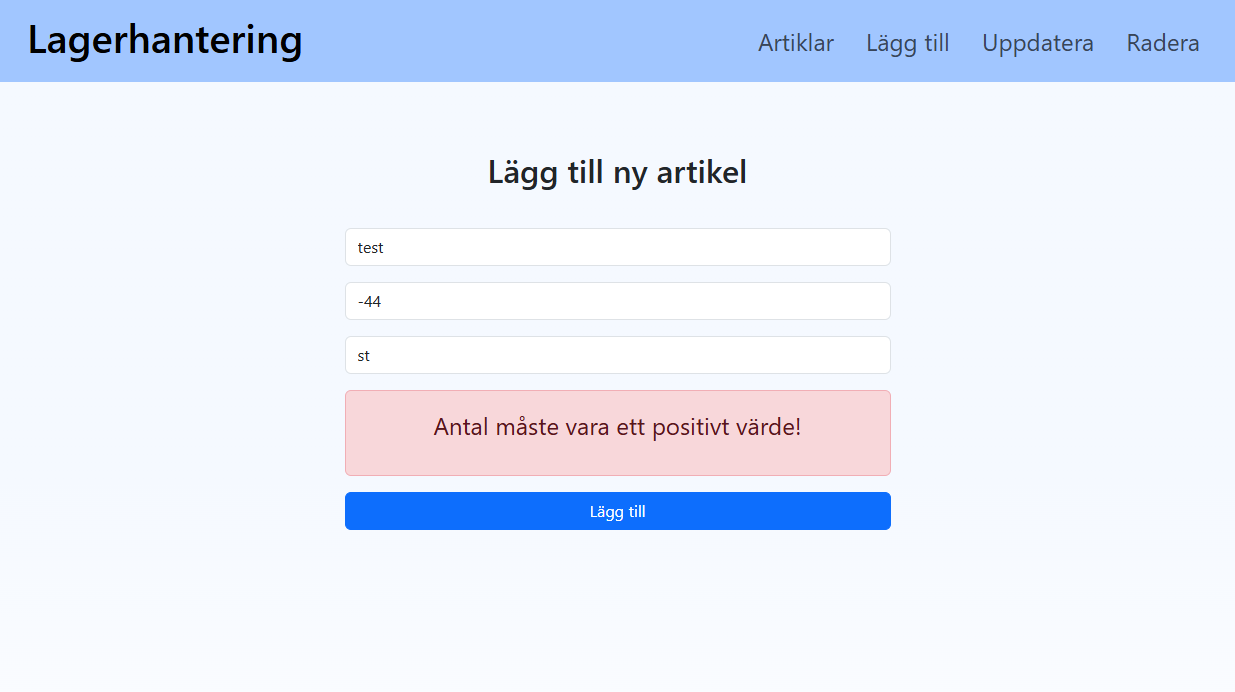 Lagerhantering
Artiklar Lägg till Uppdatera Radera
Lägg till ny artikel
test
-44
st
Antal måste vara ett positivt värde!
Lägg till